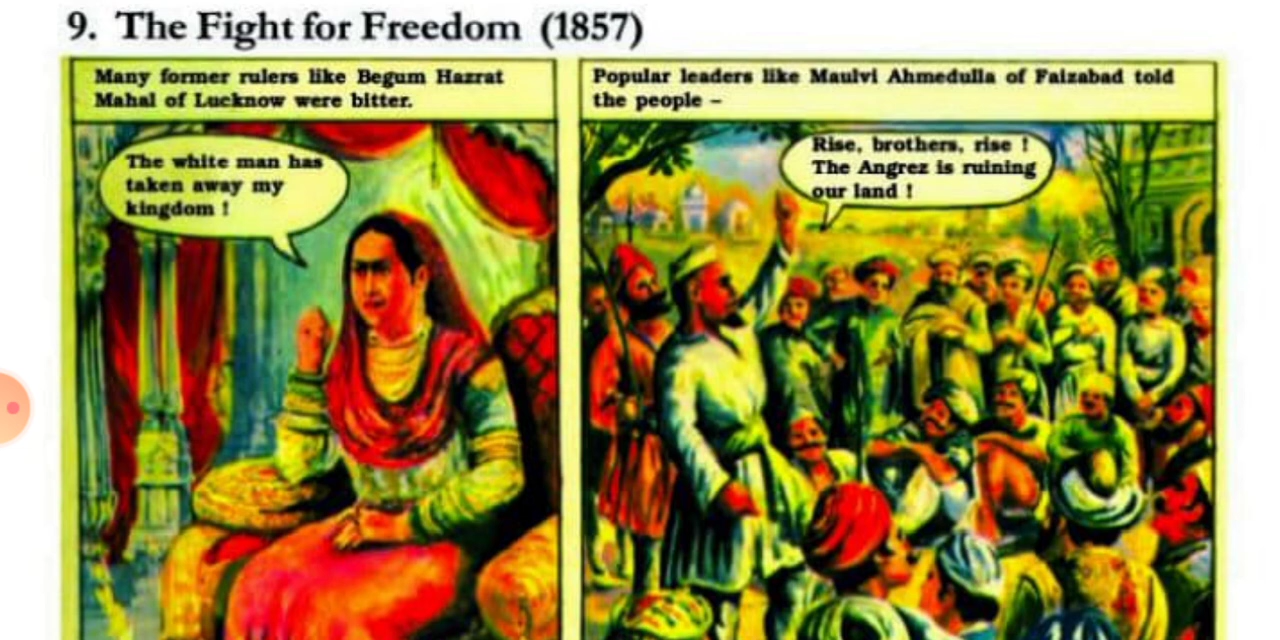 9. The Fight for Freedom (1857)
Many former rulers like Begum Hazrat
Mahal of Lucknow were bitter.
The white man has
taken away my
kingdom !
Popular leaders like Maulvi Ahmedulla of Faizabad told
the people –
Rise, brothers, rise !
The Angrez is ruining
our land !